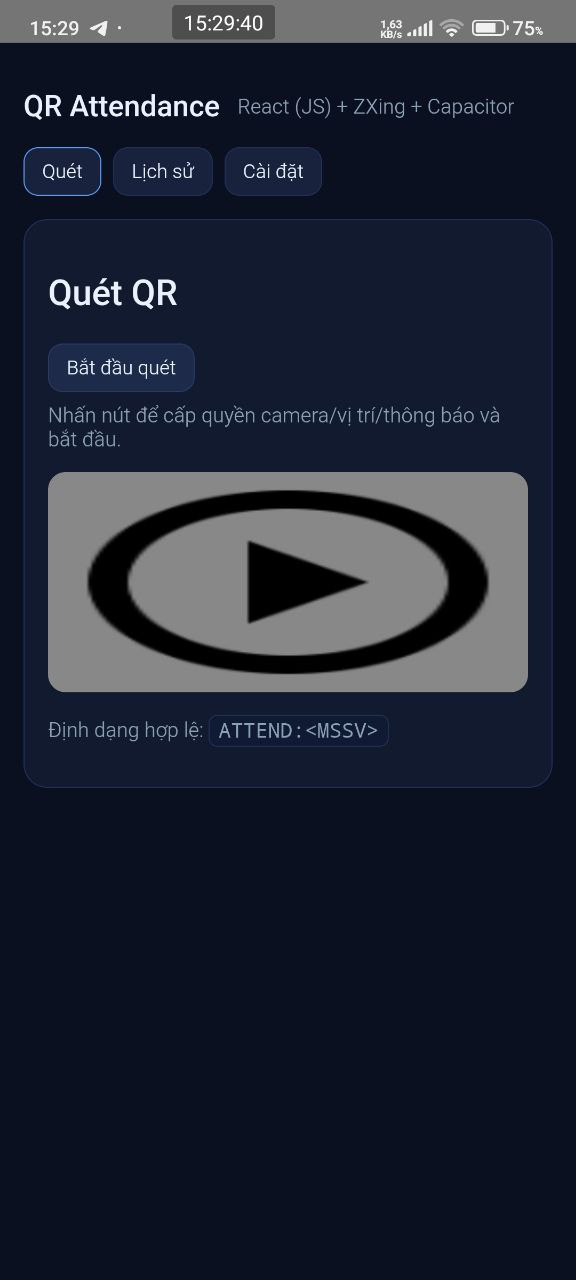 15:29
15:29:40
1,63
KB/s
75%
QR Attendance React (JS) + ZXing + Capacitor
Quét Lịch sử Cài đặt
Quét QR
Bắt đầu quét
Nhấn nút để cấp quyền camera/vị trí/thông báo và
bắt đầu.
Định dạng hợp lệ: ATTEND:<MSSV>